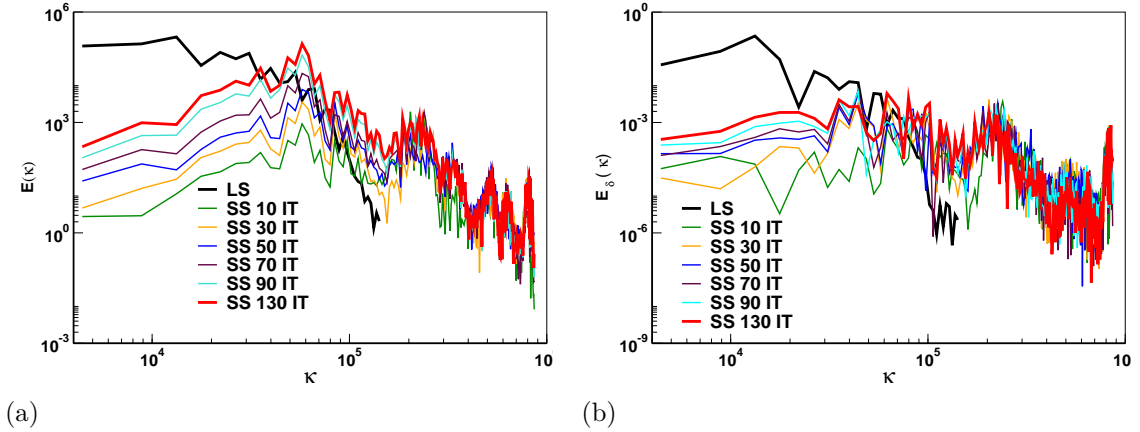 10^6
10^3
10^0
10^-3
E(κ)
LS
SS 10 IT
SS 30 IT
SS 50 IT
SS 70 IT
SS 90 IT
SS 130 IT
10^4
10^5
10
κ
(a)
10^0
10^-3
10^-6
10^-9
E_δ(κ)
LS
SS 10 IT
SS 30 IT
SS 50 IT
SS 70 IT
SS 90 IT
SS 130 IT
10^4
10^5
10
κ
(b)